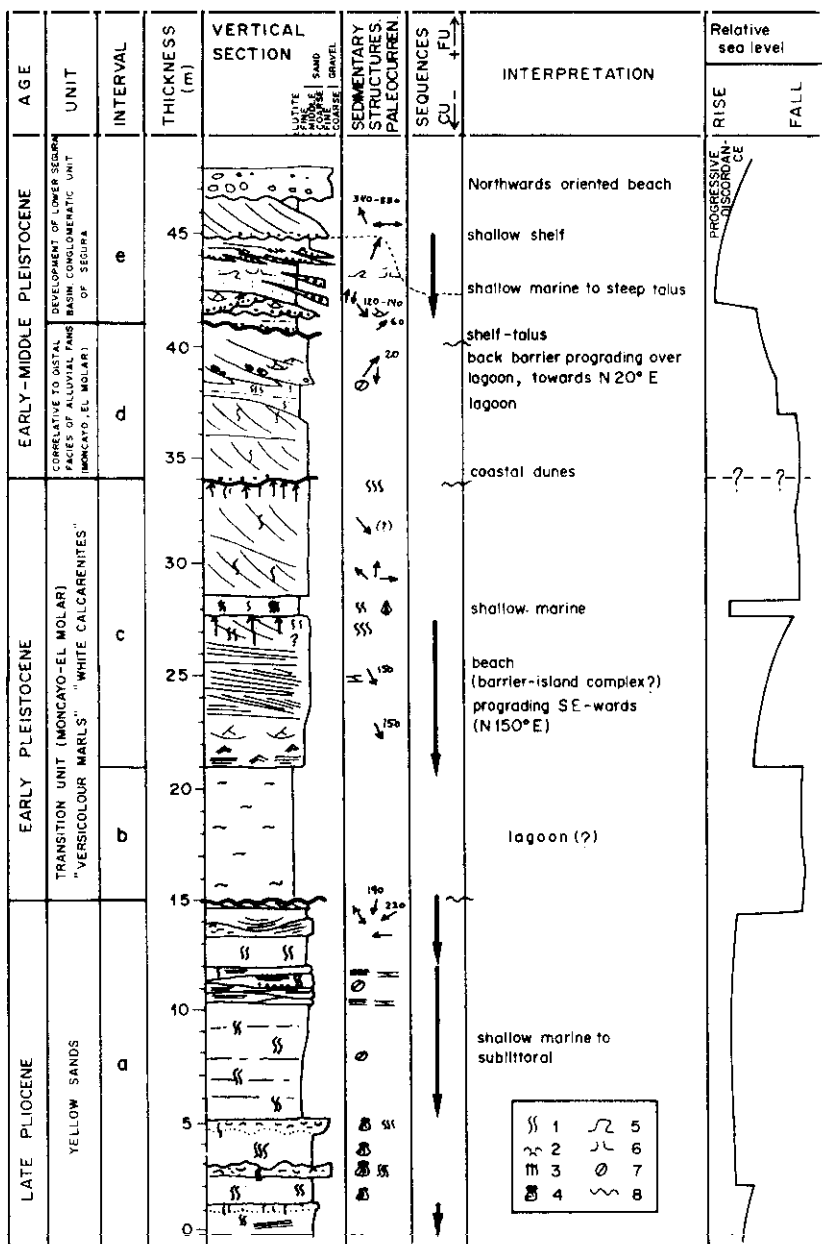 AGE
UNIT
INTERVAL
THICKNESS
(m)
VERTICAL
SECTION
LUTITE
FINE
MIDDLE
COARSE
FINE
COARSE
SAND
GRAVEL
SEDIMENTARY
STRUCTURES.
PALEOCURREN.
SEQUENCES
CU - + FU
INTERPRETATION
Relative
sea level
RISE
FALL
EARLY-MIDDLE PLEISTOCENE
EARLY PLEISTOCENE
LATE PLIOCENE
DEVELOPMENT OF LOWER SEGURA
BASIN. CONGLOMERATIC UNIT
OF SEGURA
CORRELATIVE TO DISTAL
FACIES OF ALLUVIAL FANS
(MONCAYO, EL MOLAR)
TRANSITION UNIT (MONCAYO-EL MOLAR)
"VERSICOLOUR MARLS" "WHITE CALCARENITES"
YELLOW SANDS
e
d
c
b
a
45
40
35
30
25
20
15
10
5
0
120-140
60
20
(?)
?
150
150
190
220
Northwards oriented beach
shallow shelf
shallow marine to steep talus
shelf-talus
back barrier prograding over
lagoon, towards N 20° E
lagoon
coastal dunes
shallow marine
beach
(barrier-island complex?)
prograding SE-wards
(N 150° E)
lagoon (?)
shallow marine to
sublittoral
PROGRESSIVE
DISCORDAN-
CE
? ?
1 5
2 6
3 7
4 8